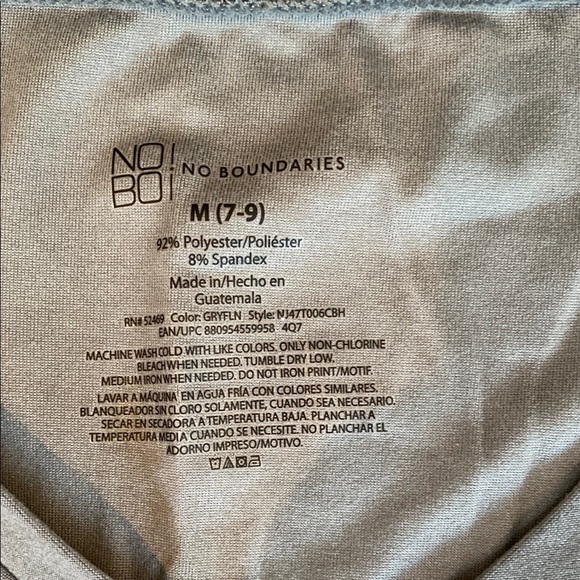 NO!
BO!
NO BOUNDARIES
M (7-9)
92% Polyester/Poliéster
8% Spandex
Made in/Hecho en
Guatemala
RN# 52469 Color: GRYFLN Style: NJ47T006CBH
EAN/UPC 880954559958 4Q7
MACHINE WASH COLD WITH LIKE COLORS. ONLY NON-CHLORINE
BLEACH WHEN NEEDED. TUMBLE DRY LOW.
MEDIUM IRON WHEN NEEDED. DO NOT IRON PRINT/MOTIF.
LAVAR A MÁQUINA EN AGUA FRÍA CON COLORES SIMILARES.
BLANQUEADOR SIN CLORO SOLAMENTE, CUANDO SEA NECESARIO.
SECAR EN SECADORA A TEMPERATURA BAJA. PLANCHAR A
TEMPERATURA MEDIA CUANDO SE NECESITE. NO PLANCHAR EL
ADORNO IMPRESO/MOTIVO.